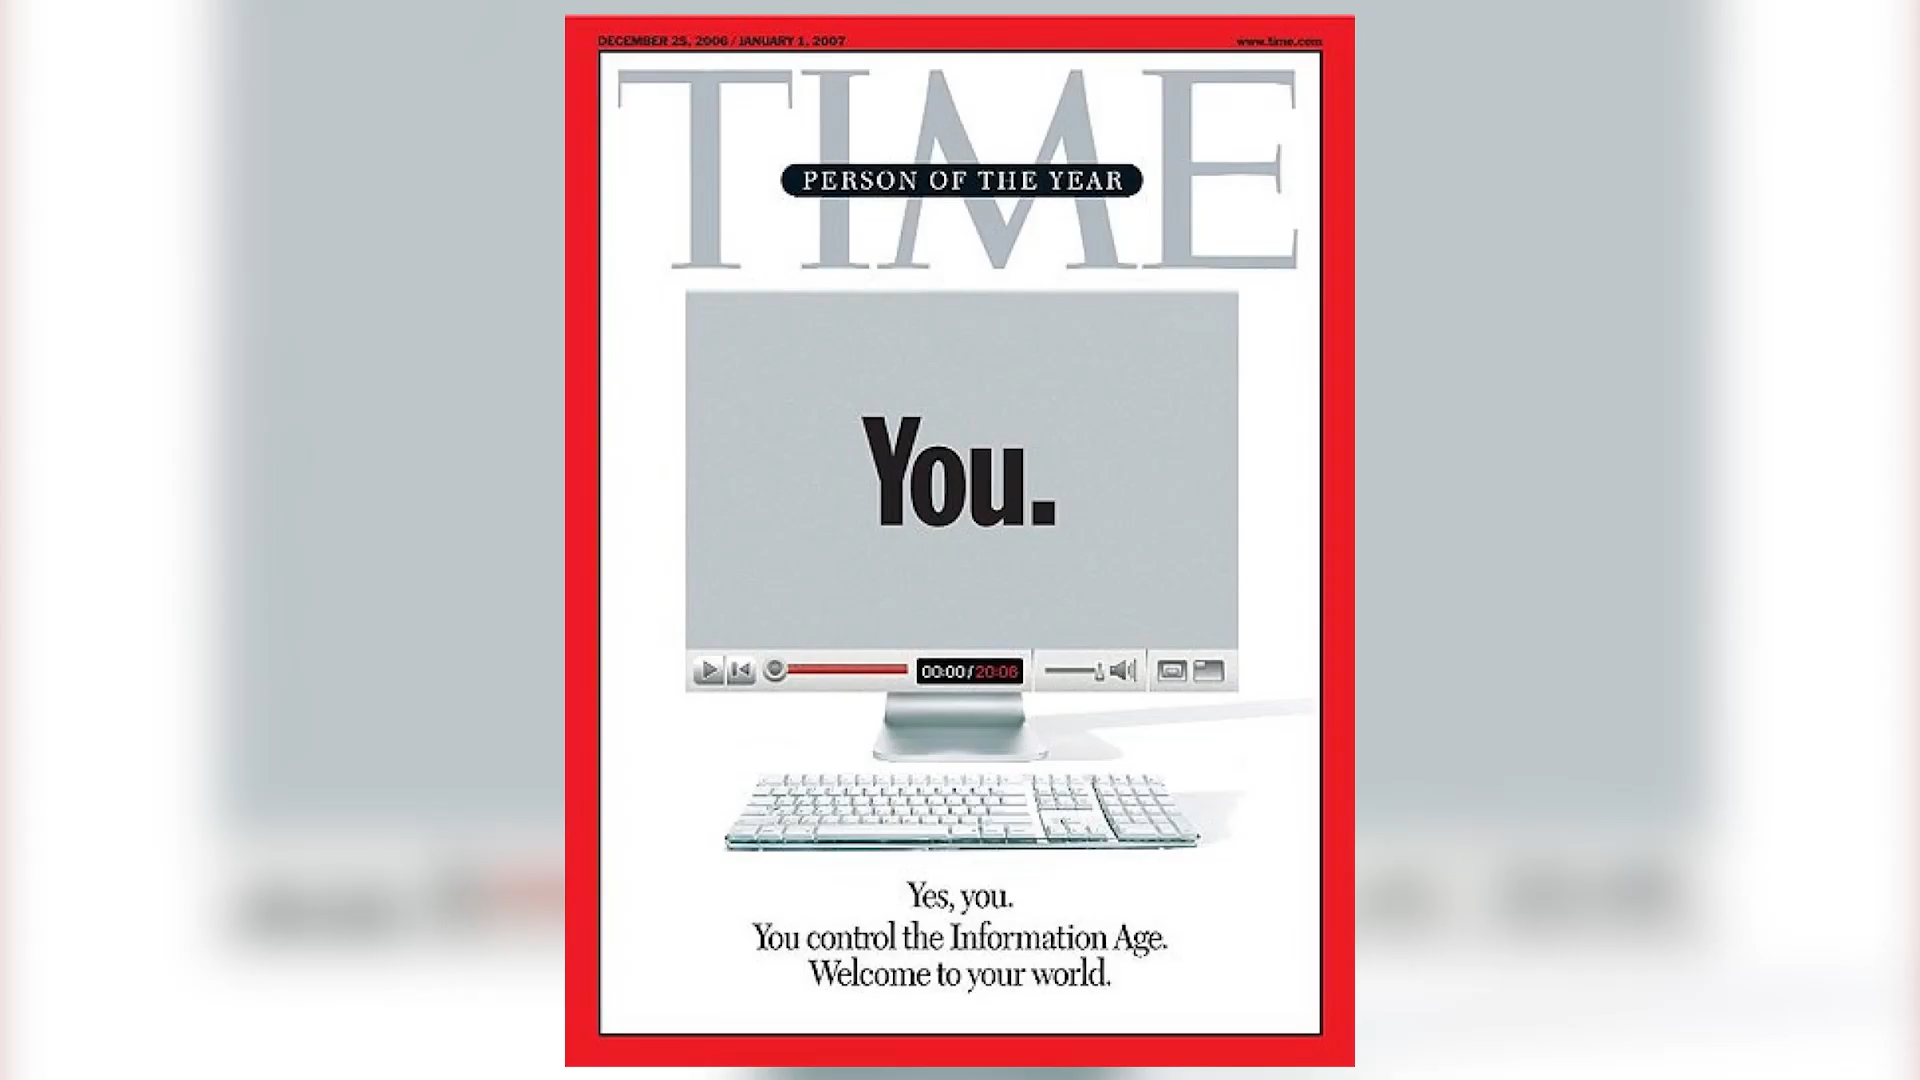 DECEMBER 25, 2006 / JANUARY 1, 2007
www.time.com
TIME
PERSON OF THE YEAR
You.
00:00/20:06
Yes, you.
You control the Information Age.
Welcome to your world.